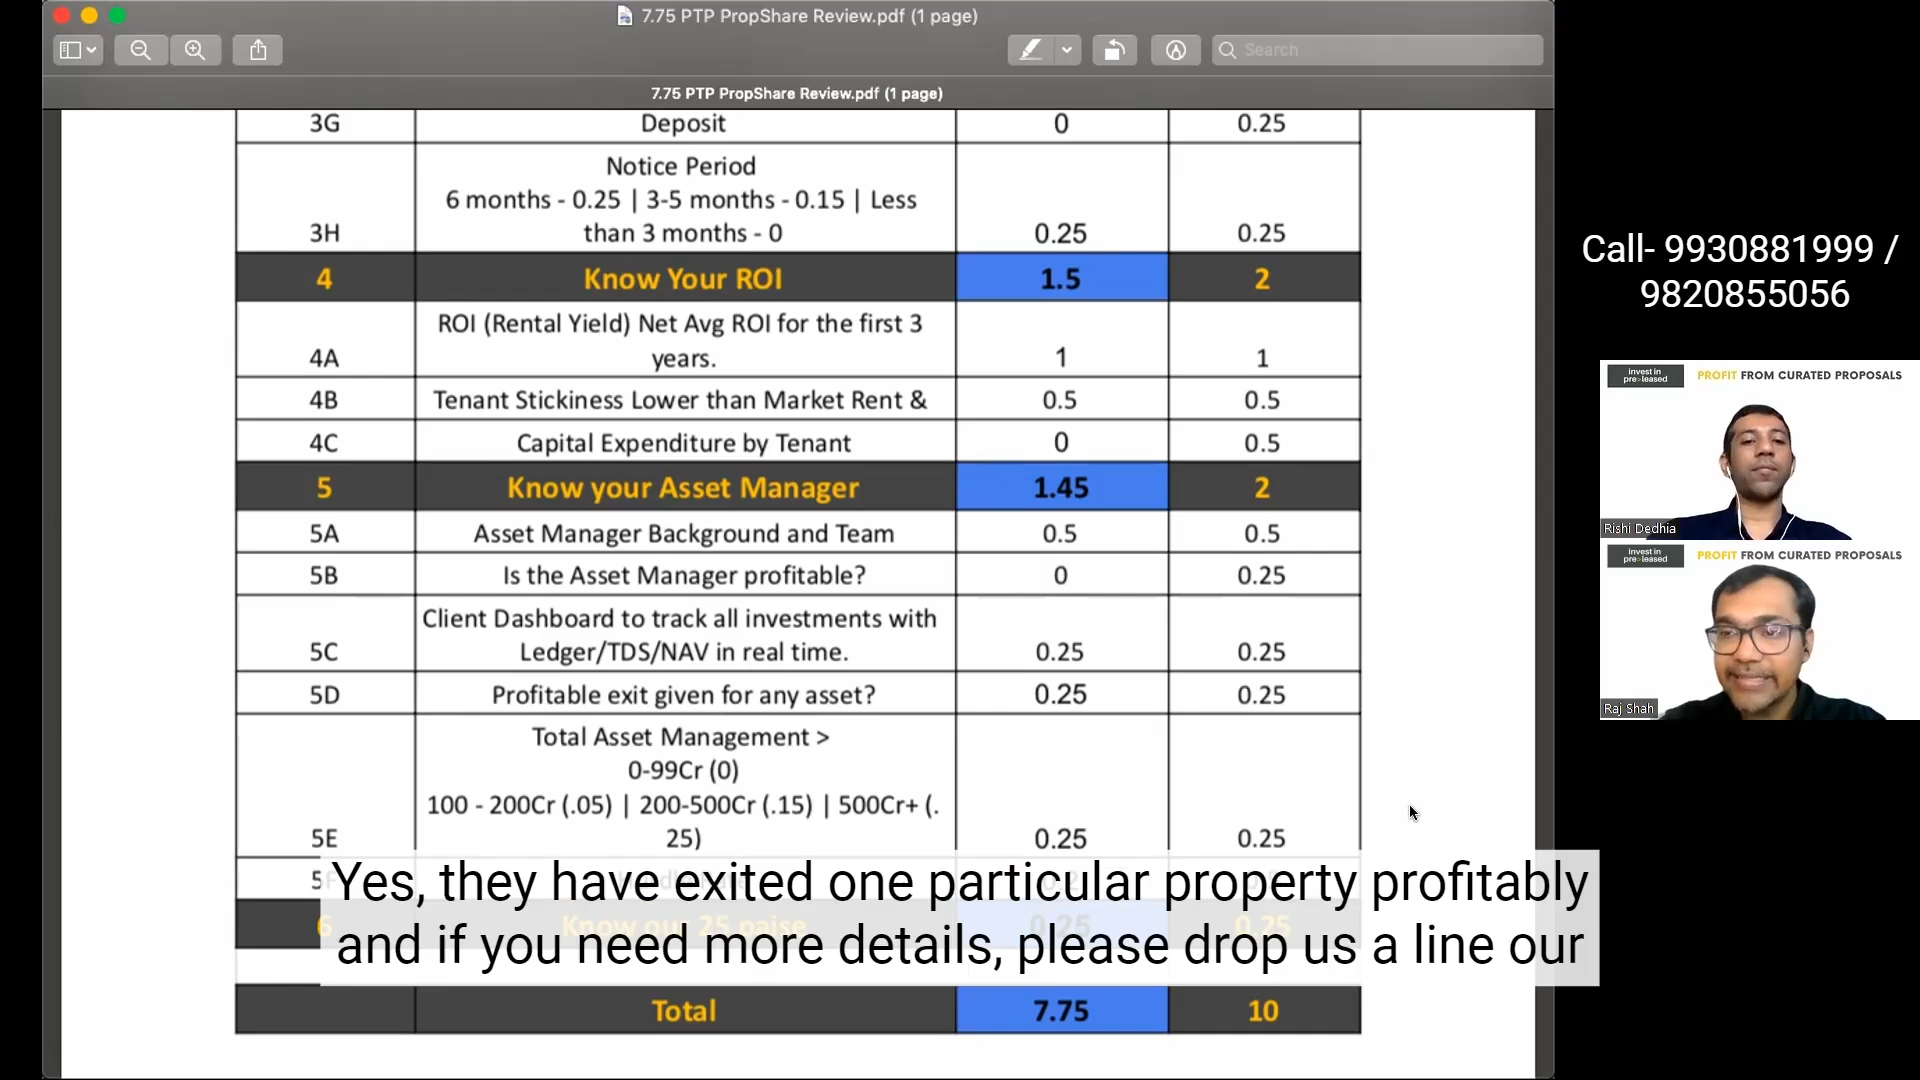 7.75 PTP PropShare Review.pdf (1 page)
Search
7.75 PTP PropShare Review.pdf (1 page)
3G Deposit 0 0.25
Notice Period
6 months - 0.25 | 3-5 months - 0.15 | Less
3H than 3 months - 0 0.25 0.25
4 Know Your ROI 1.5 2
ROI (Rental Yield) Net Avg ROI for the first 3
4A years. 1 1
4B Tenant Stickiness Lower than Market Rent & 0.5 0.5
4C Capital Expenditure by Tenant 0 0.5
5 Know your Asset Manager 1.45 2
5A Asset Manager Background and Team 0.5 0.5
5B Is the Asset Manager profitable? 0 0.25
Client Dashboard to track all investments with
5C Ledger/TDS/NAV in real time. 0.25 0.25
5D Profitable exit given for any asset? 0.25 0.25
Total Asset Management >
0-99Cr (0)
100 - 200Cr (.05) | 200-500Cr (.15) | 500Cr+ (.
5E 25) 0.25 0.25
6 Know our 25 paise 0.25 0.25
Total 7.75 10
Yes, they have exited one particular property profitably
and if you need more details, please drop us a line our
Call- 9930881999 /
9820855056
invest in
pre-leased
PROFIT FROM CURATED PROPOSALS
Rishi Dedhia
invest in
pre-leased
PROFIT FROM CURATED PROPOSALS
Raj Shah